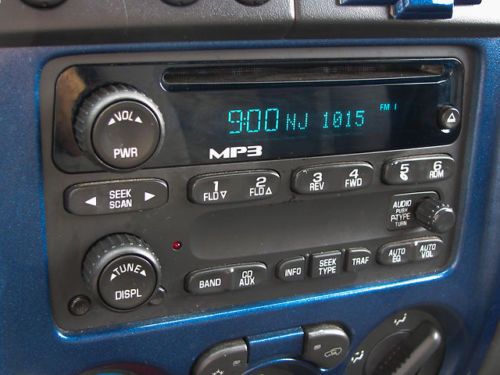 9:00 NJ 1015 FM 1
VOL
PWR
MP3
SEEK
SCAN
1 2 3 4 5 6
FLD FLD REV FWD RDM
AUDIO
PUSH
P-TYPE
TURN
TUNE
DISPL
BAND
CD
AUX
INFO
SEEK
TYPE
TRAF
AUTO
EQ
AUTO
VOL